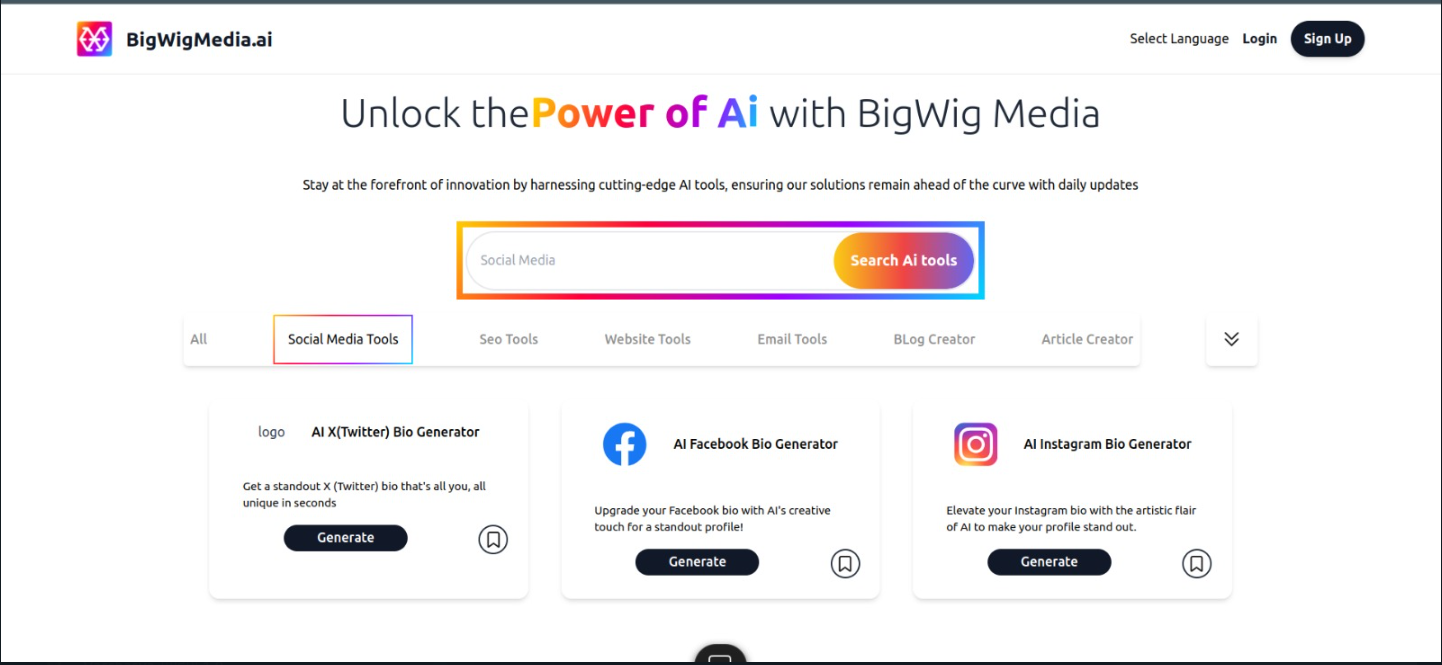 BigWigMedia.ai
Select Language Login Sign Up
Unlock thePower of Ai with BigWig Media
Stay at the forefront of innovation by harnessing cutting-edge AI tools, ensuring our solutions remain ahead of the curve with daily updates
Social Media Search Ai tools
All Social Media Tools Seo Tools Website Tools Email Tools BLog Creator Article Creator
logo AI X(Twitter) Bio Generator
Get a standout X (Twitter) bio that's all you, all
unique in seconds
Generate
AI Facebook Bio Generator
Upgrade your Facebook bio with AI's creative
touch for a standout profile!
Generate
AI Instagram Bio Generator
Elevate your Instagram bio with the artistic flair
of AI to make your profile stand out.
Generate